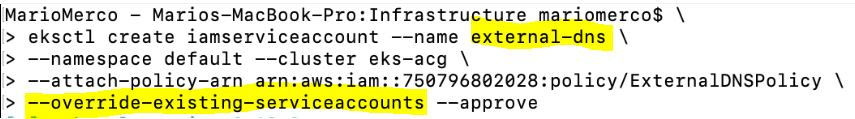 MarioMerco - Marios-MacBook-Pro:Infrastructure mariomerco$ \
> eksctl create iamserviceaccount --name external-dns \
> --namespace default --cluster eks-acg \
> --attach-policy-arn arn:aws:iam::750796802028:policy/ExternalDNSPolicy \
> --override-existing-serviceaccounts --approve